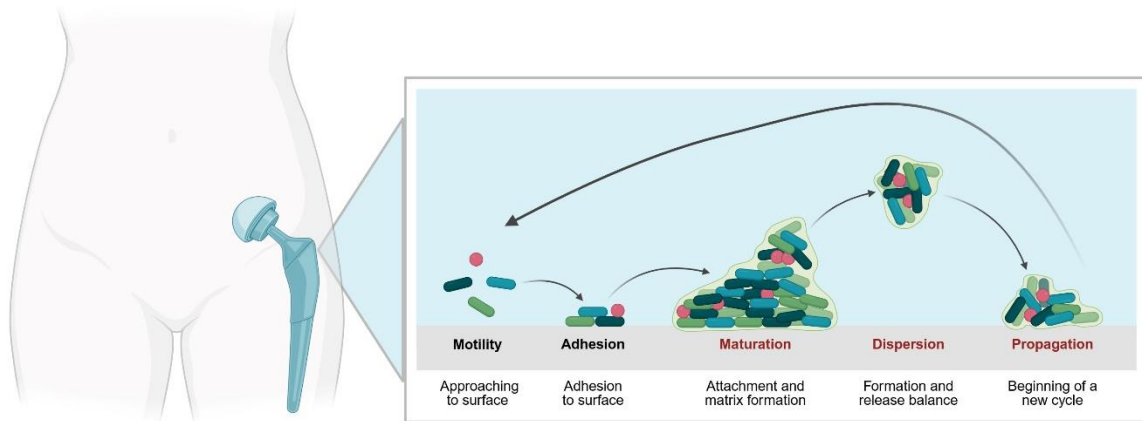 Motility
Adhesion
Maturation
Dispersion
Propagation
Approaching
to surface
Adhesion
to surface
Attachment and
matrix formation
Formation and
release balance
Beginning of a
new cycle